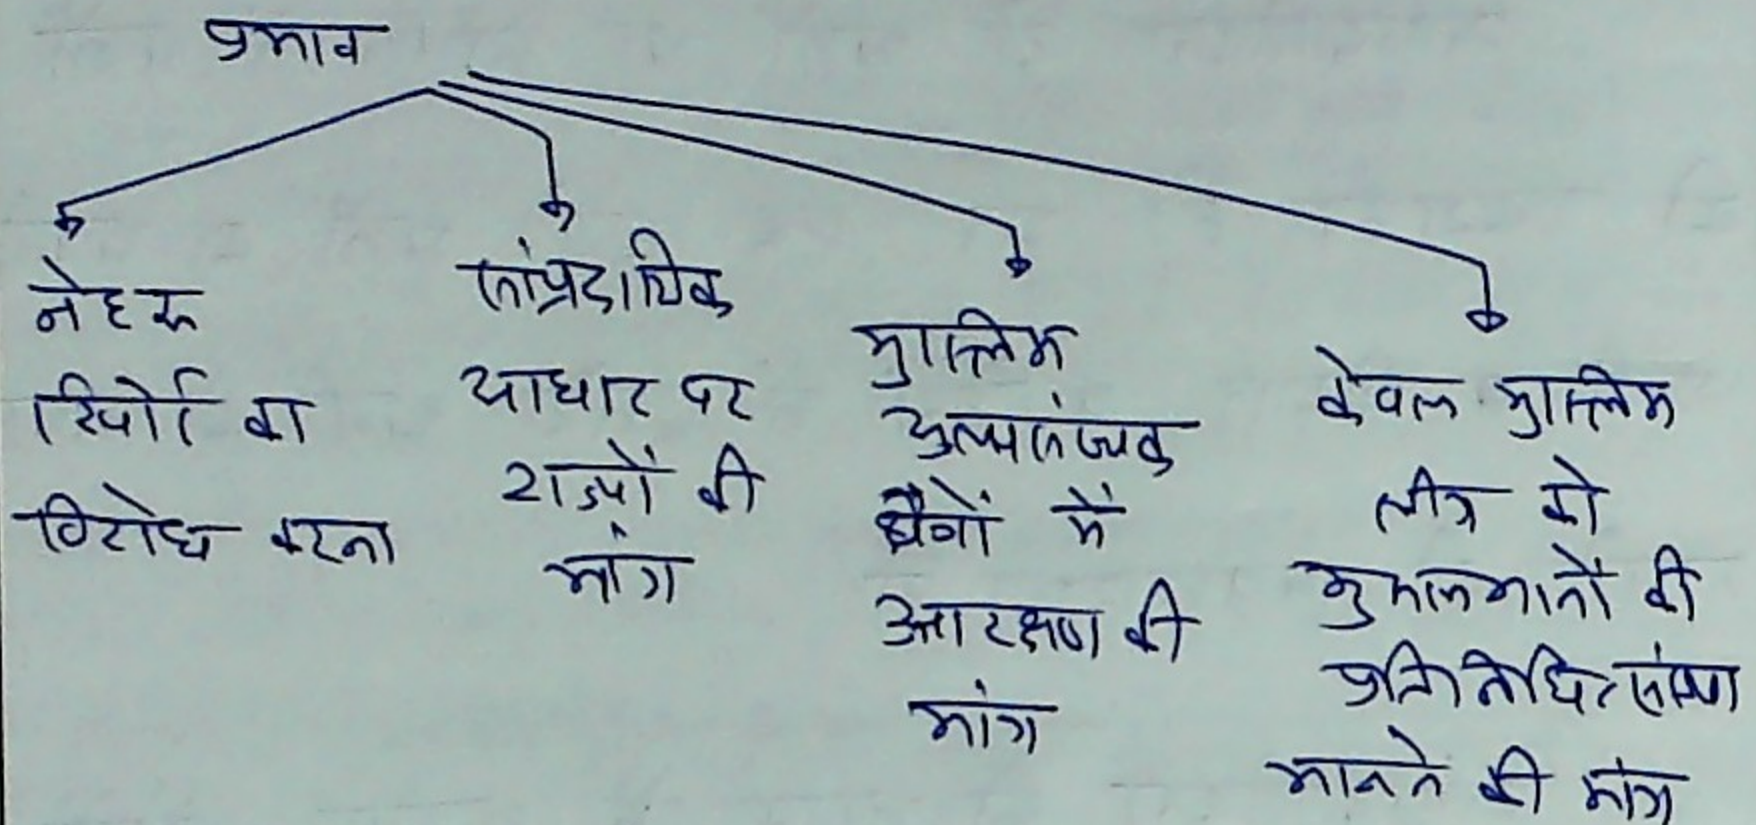 प्रभाव
नेहरू
रिपोर्ट का
विरोध करना
सांप्रदायिक
आधार पर
राज्यों की
मांग
मुस्लिम
अल्पसंख्यक
क्षेत्रों में
आरक्षण की
मांग
केवल मुस्लिम
लीग को
मुसलमानों की
प्रतिनिधि संस्था
मानने की मांग